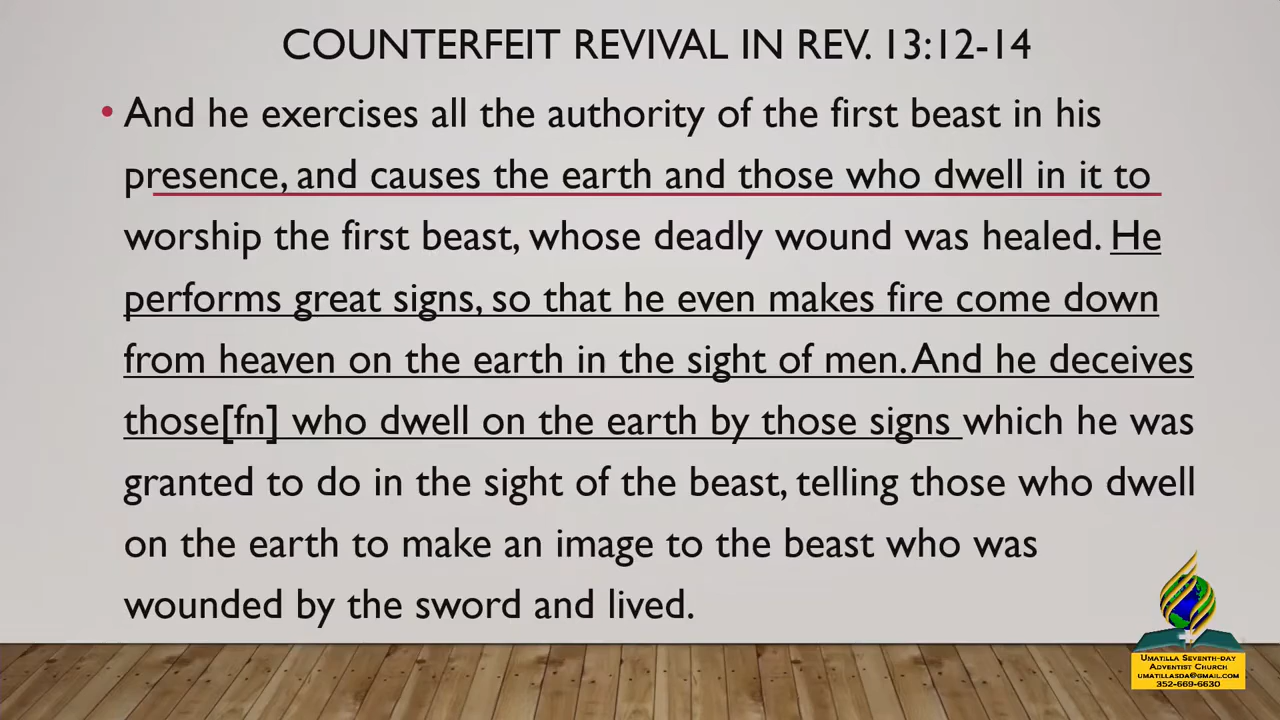 COUNTERFEIT REVIVAL IN REV. 13:12-14
• And he exercises all the authority of the first beast in his
presence, and causes the earth and those who dwell in it to
worship the first beast, whose deadly wound was healed. He
performs great signs, so that he even makes fire come down
from heaven on the earth in the sight of men. And he deceives
those[fn] who dwell on the earth by those signs which he was
granted to do in the sight of the beast, telling those who dwell
on the earth to make an image to the beast who was
wounded by the sword and lived.
Umatilla Seventh-day
Adventist Church
umatillasda@gmail.com
352-669-6630